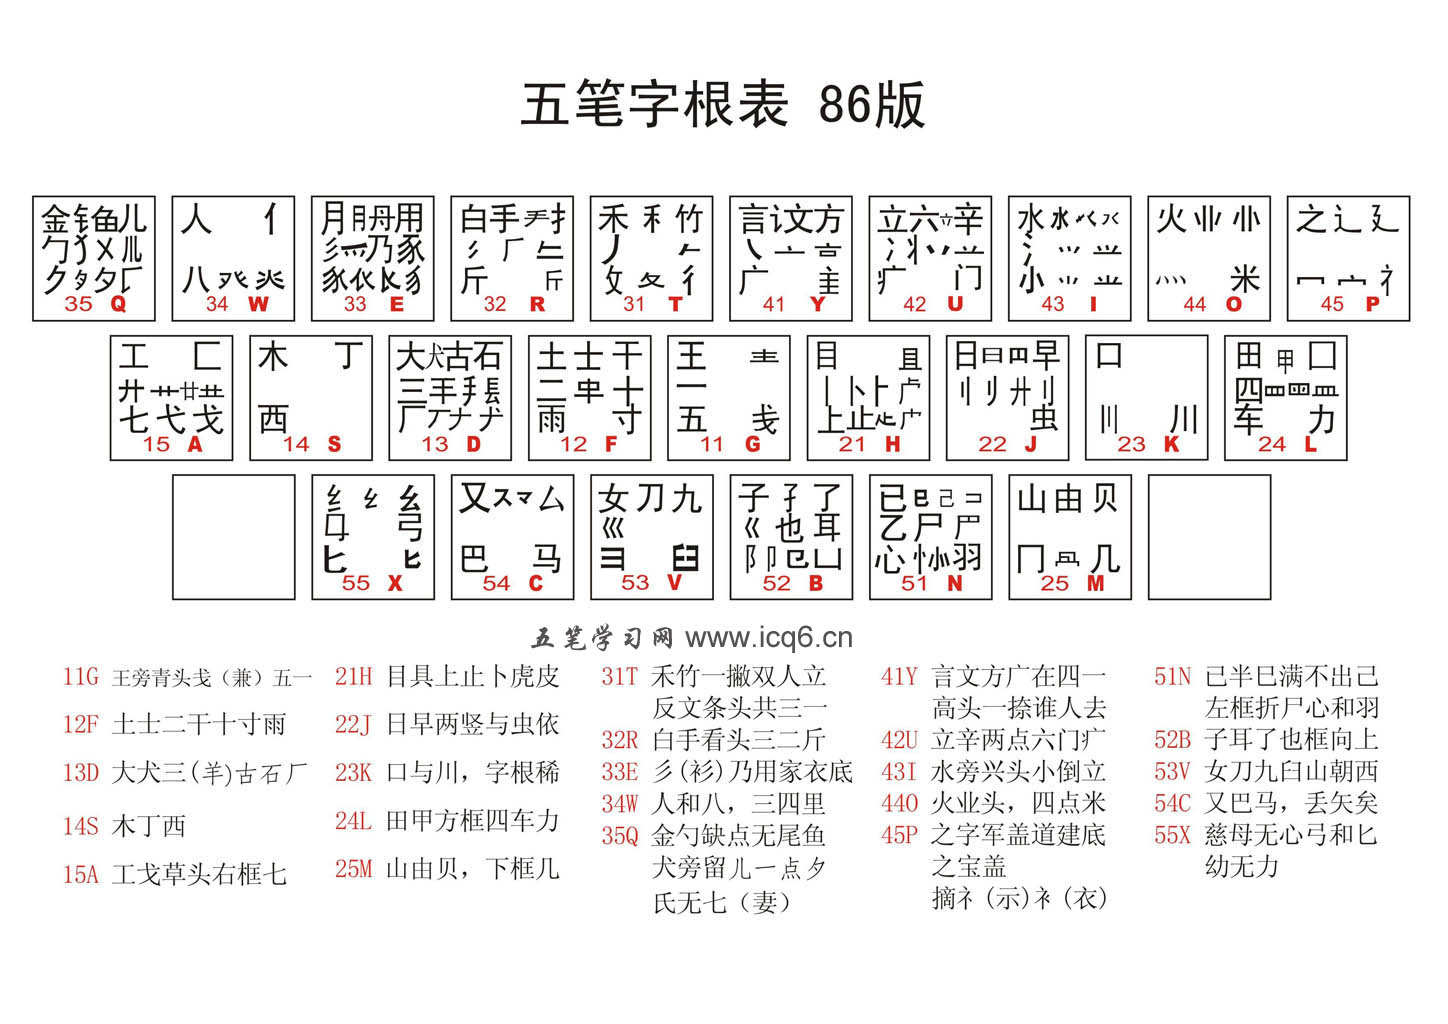 五笔字根表 86版
金 钅 鱼 儿
勹 乂 儿
夕 厂
35 Q
人 亻
八 癶
34 W
月 丹 用
彡 爫 乃 豕
豕 衣 豸
33 E
白 手 扌
厂
斤 斤
32 R
禾 禾 竹
丿 𠂉
攵 夂 彳
31 T
言 讠 文 方
乀 亠
广
41 Y
立 六 立 辛
冫 丬 丷
疒 门
42 U
水 氺
氵
小
43 I
火 业
灬 米
44 O
之 辶 廴
冖 宀 礻
45 P
工 匚
廾 艹 廿
七 弋 戈
15 A
木 丁
西
14 S
大 犬 古 石
三 羊 镸
厂 ナ
13 D
土 士 干
二 串 十
雨 寸
12 F
王 龶
一
五 戋
11 G
目 且
丨 卜
上 止
21 H
日 曰 早
刂
虫
22 J
口
川
23 K
田 甲 囗
四 罒 皿
车 力
24 L
纟 幺
彑 弓
匕 匕
55 X
又 ス マ 厶
巴 马
54 C
女 刀 九
巛
彐 臼
53 V
子 孑 了
巜 也 耳
阝 卩 㔾 凵
52 B
已 巳 己 コ
乙 尸
心 忄 羽
51 N
山 由 贝
冂 几
25 M
五笔学习网 www.icq6.cn
11G 王旁青头戋（兼）五一
12F 土士二干十寸雨
13D 大犬三(羊)古石厂
14S 木丁西
15A 工戈草头右框七
21H 目具上止卜虎皮
22J 日早两竖与虫依
23K 口与川，字根稀
24L 田甲方框四车力
25M 山由贝，下框几
31T 禾竹一撇双人立
反文条头共三一
32R 白手看头三二斤
33E 彡(衫)乃用家衣底
34W 人和八，三四里
35Q 金勺缺点无尾鱼
犬旁留儿一点夕
氏无七（妻）
41Y 言文方广在四一
高头一捺谁人去
42U 立辛两点六门疒
43I 水旁兴头小倒立
44O 火业头，四点米
45P 之字军盖道建底
之宝盖
摘礻(示)衤(衣)
51N 已半巳满不出己
左框折尸心和羽
52B 子耳了也框向上
53V 女刀九臼山朝西
54C 又巴马，丢矢矣
55X 慈母无心弓和匕
幼无力